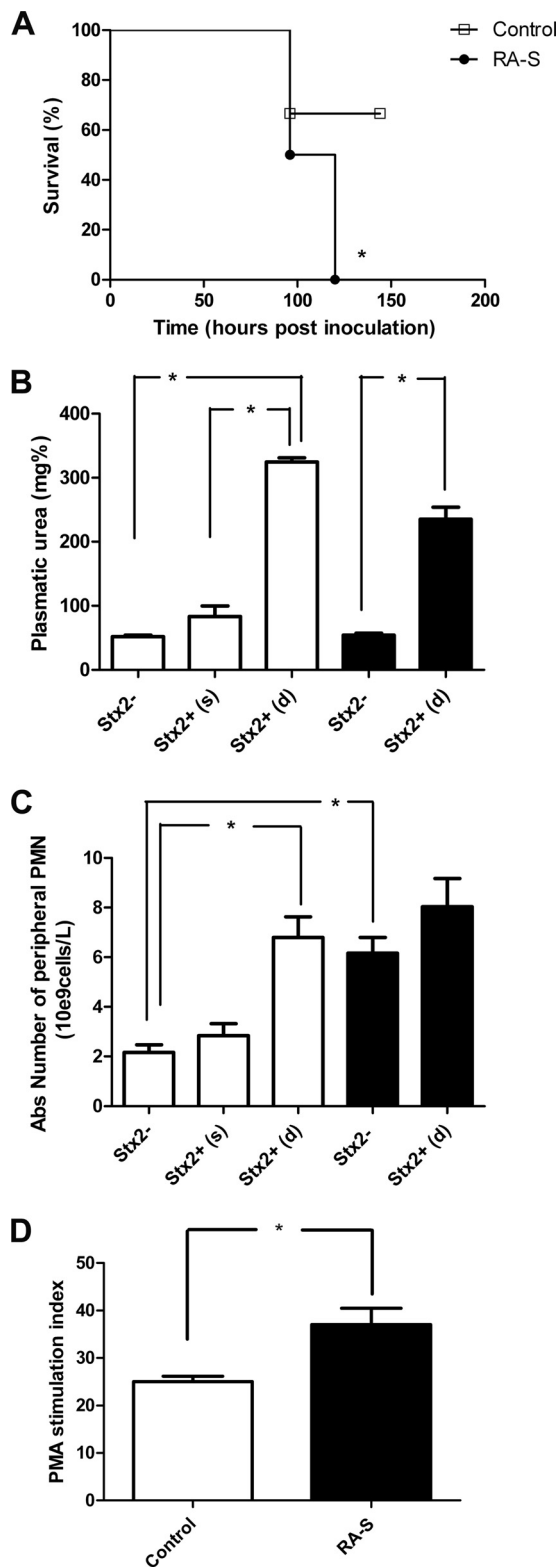 A
Control
RA-S
Survival (%)
100
80
60
40
20
0
*
0
50
100
150
200
Time (hours post inoculation)
B
*
*
*
Plasmatic urea (mg%)
400
300
200
100
0
Stx2-
Stx2+ (s)
Stx2+ (d)
Stx2-
Stx2+ (d)
C
*
*
Abs Number of peripheral PMN
(10e9cells/L)
10
8
6
4
2
0
Stx2-
Stx2+ (s)
Stx2+ (d)
Stx2-
Stx2+ (d)
D
*
PMA stimulation index
50
40
30
20
10
0
Control
RA-S